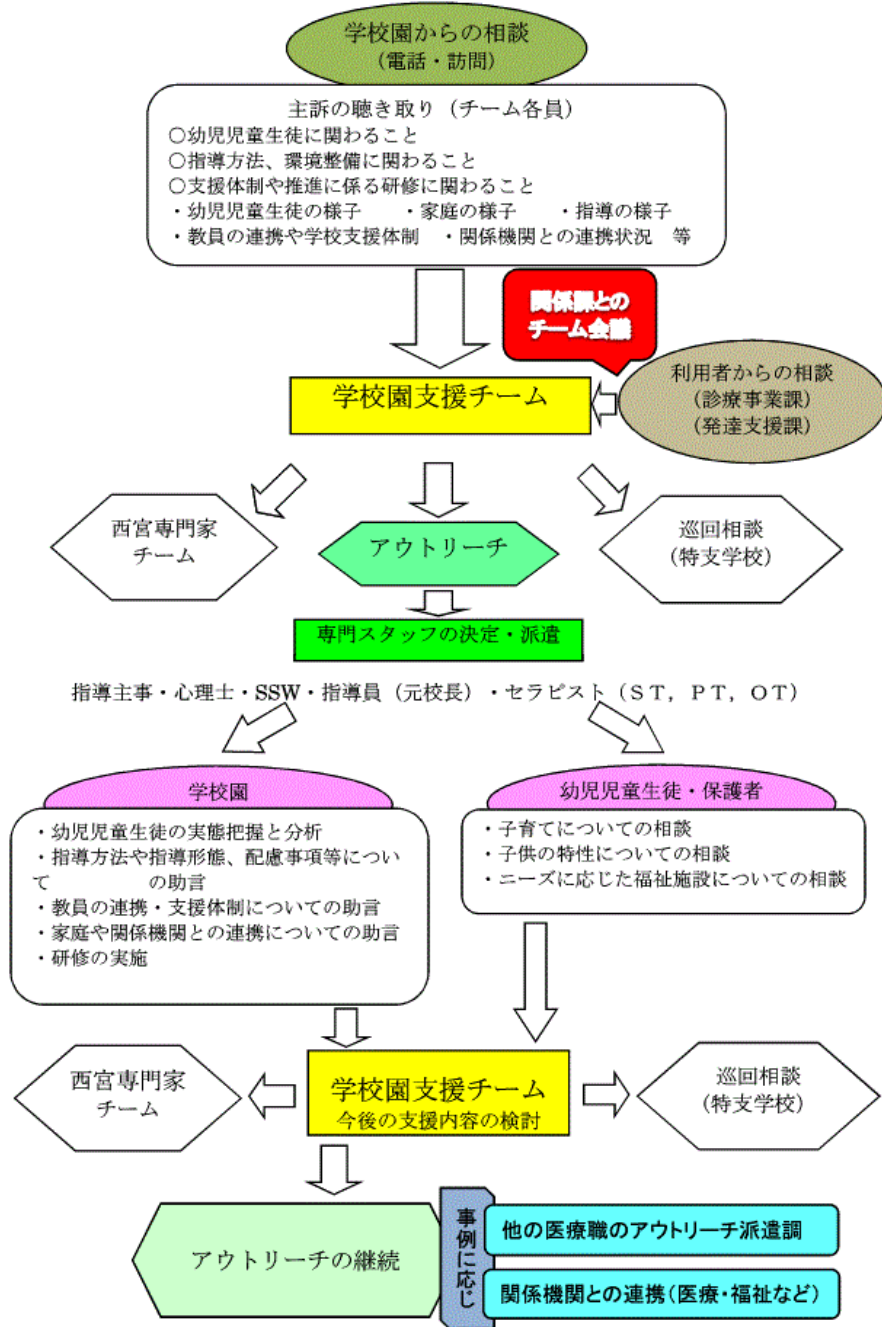 学校園からの相談
(電話・訪問)
主訴の聴き取り(チーム各員)
○幼児児童生徒に関わること
○指導方法、環境整備に関わること
○支援体制や推進に係る研修に関わること
・幼児児童生徒の様子　・家庭の様子　・指導の様子
・教員の連携や学校支援体制　・関係機関との連携状況　等
関係課との
チーム会議
学校園支援チーム
利用者からの相談
(診療事業課)
(発達支援課)
西宮専門家
チーム
アウトリーチ
巡回相談
(特支学校)
専門スタッフの決定・派遣
指導主事・心理士・SSW・指導員(元校長)・セラピスト(ＳＴ，ＰＴ，ＯＴ)
学校園
・幼児児童生徒の実態把握と分析
・指導方法や指導形態、配慮事項等につい
て　　　　　の助言
・教員の連携・支援体制についての助言
・家庭や関係機関との連携についての助言
・研修の実施
幼児児童生徒・保護者
・子育てについての相談
・子供の特性についての相談
・ニーズに応じた福祉施設についての相談
西宮専門家
チーム
学校園支援チーム
今後の支援内容の検討
巡回相談
(特支学校)
アウトリーチの継続
事例に応じ
他の医療職のアウトリーチ派遣調
関係機関との連携(医療・福祉など)